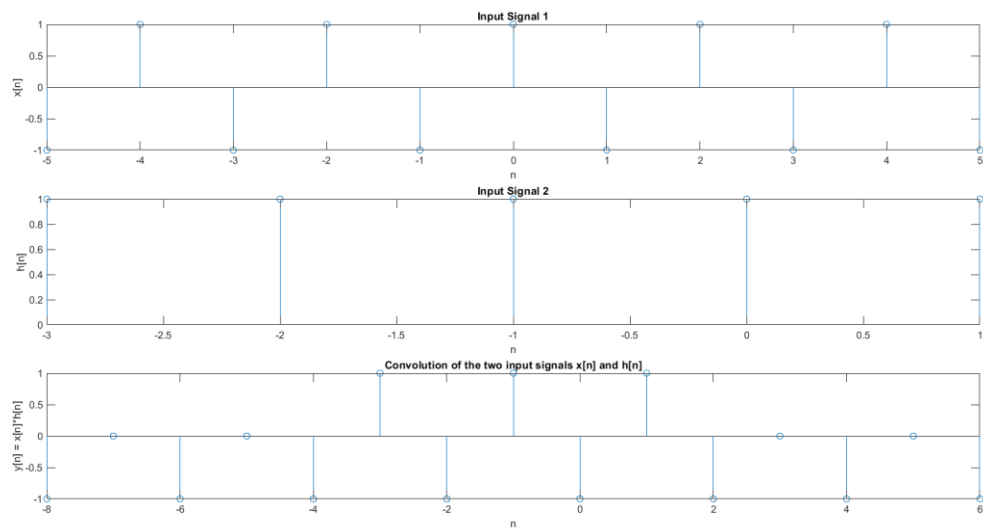 Input Signal 1
1
0.5
0
-0.5
-1
x[n]
-5 -4 -3 -2 -1 0 1 2 3 4 5
n
Input Signal 2
1
0.8
0.6
0.4
0.2
0
h[n]
-3 -2.5 -2 -1.5 -1 -0.5 0 0.5 1
n
Convolution of the two input signals x[n] and h[n]
1
0.5
0
-0.5
-1
y[n] = x[n]*h[n]
-8 -6 -4 -2 0 2 4 6
n